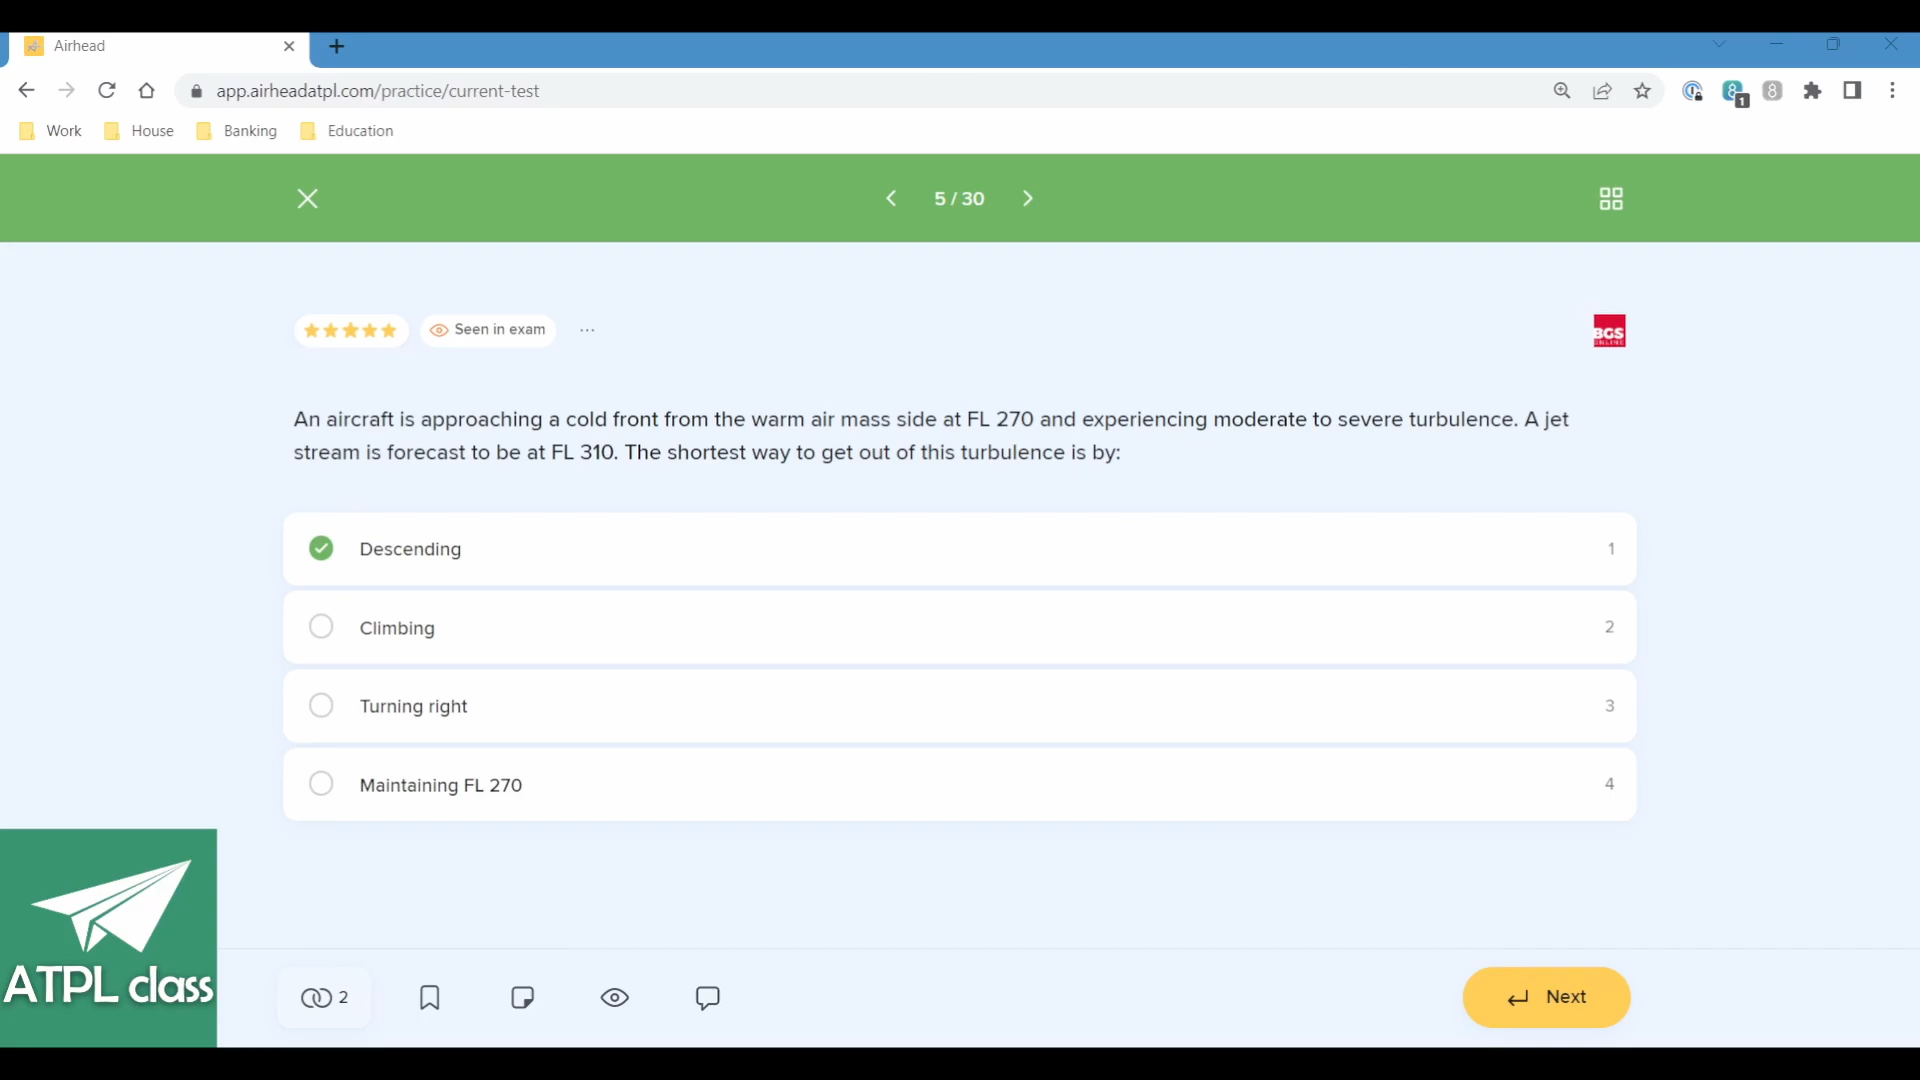 Airhead
app.airheadatpl.com/practice/current-test
1
8
Work
House
Banking
Education
5 / 30
Seen in exam
BGS
An aircraft is approaching a cold front from the warm air mass side at FL 270 and experiencing moderate to severe turbulence. A jet
stream is forecast to be at FL 310. The shortest way to get out of this turbulence is by:
Descending
1
Climbing
2
Turning right
3
Maintaining FL 270
4
ATPL class
2
Next